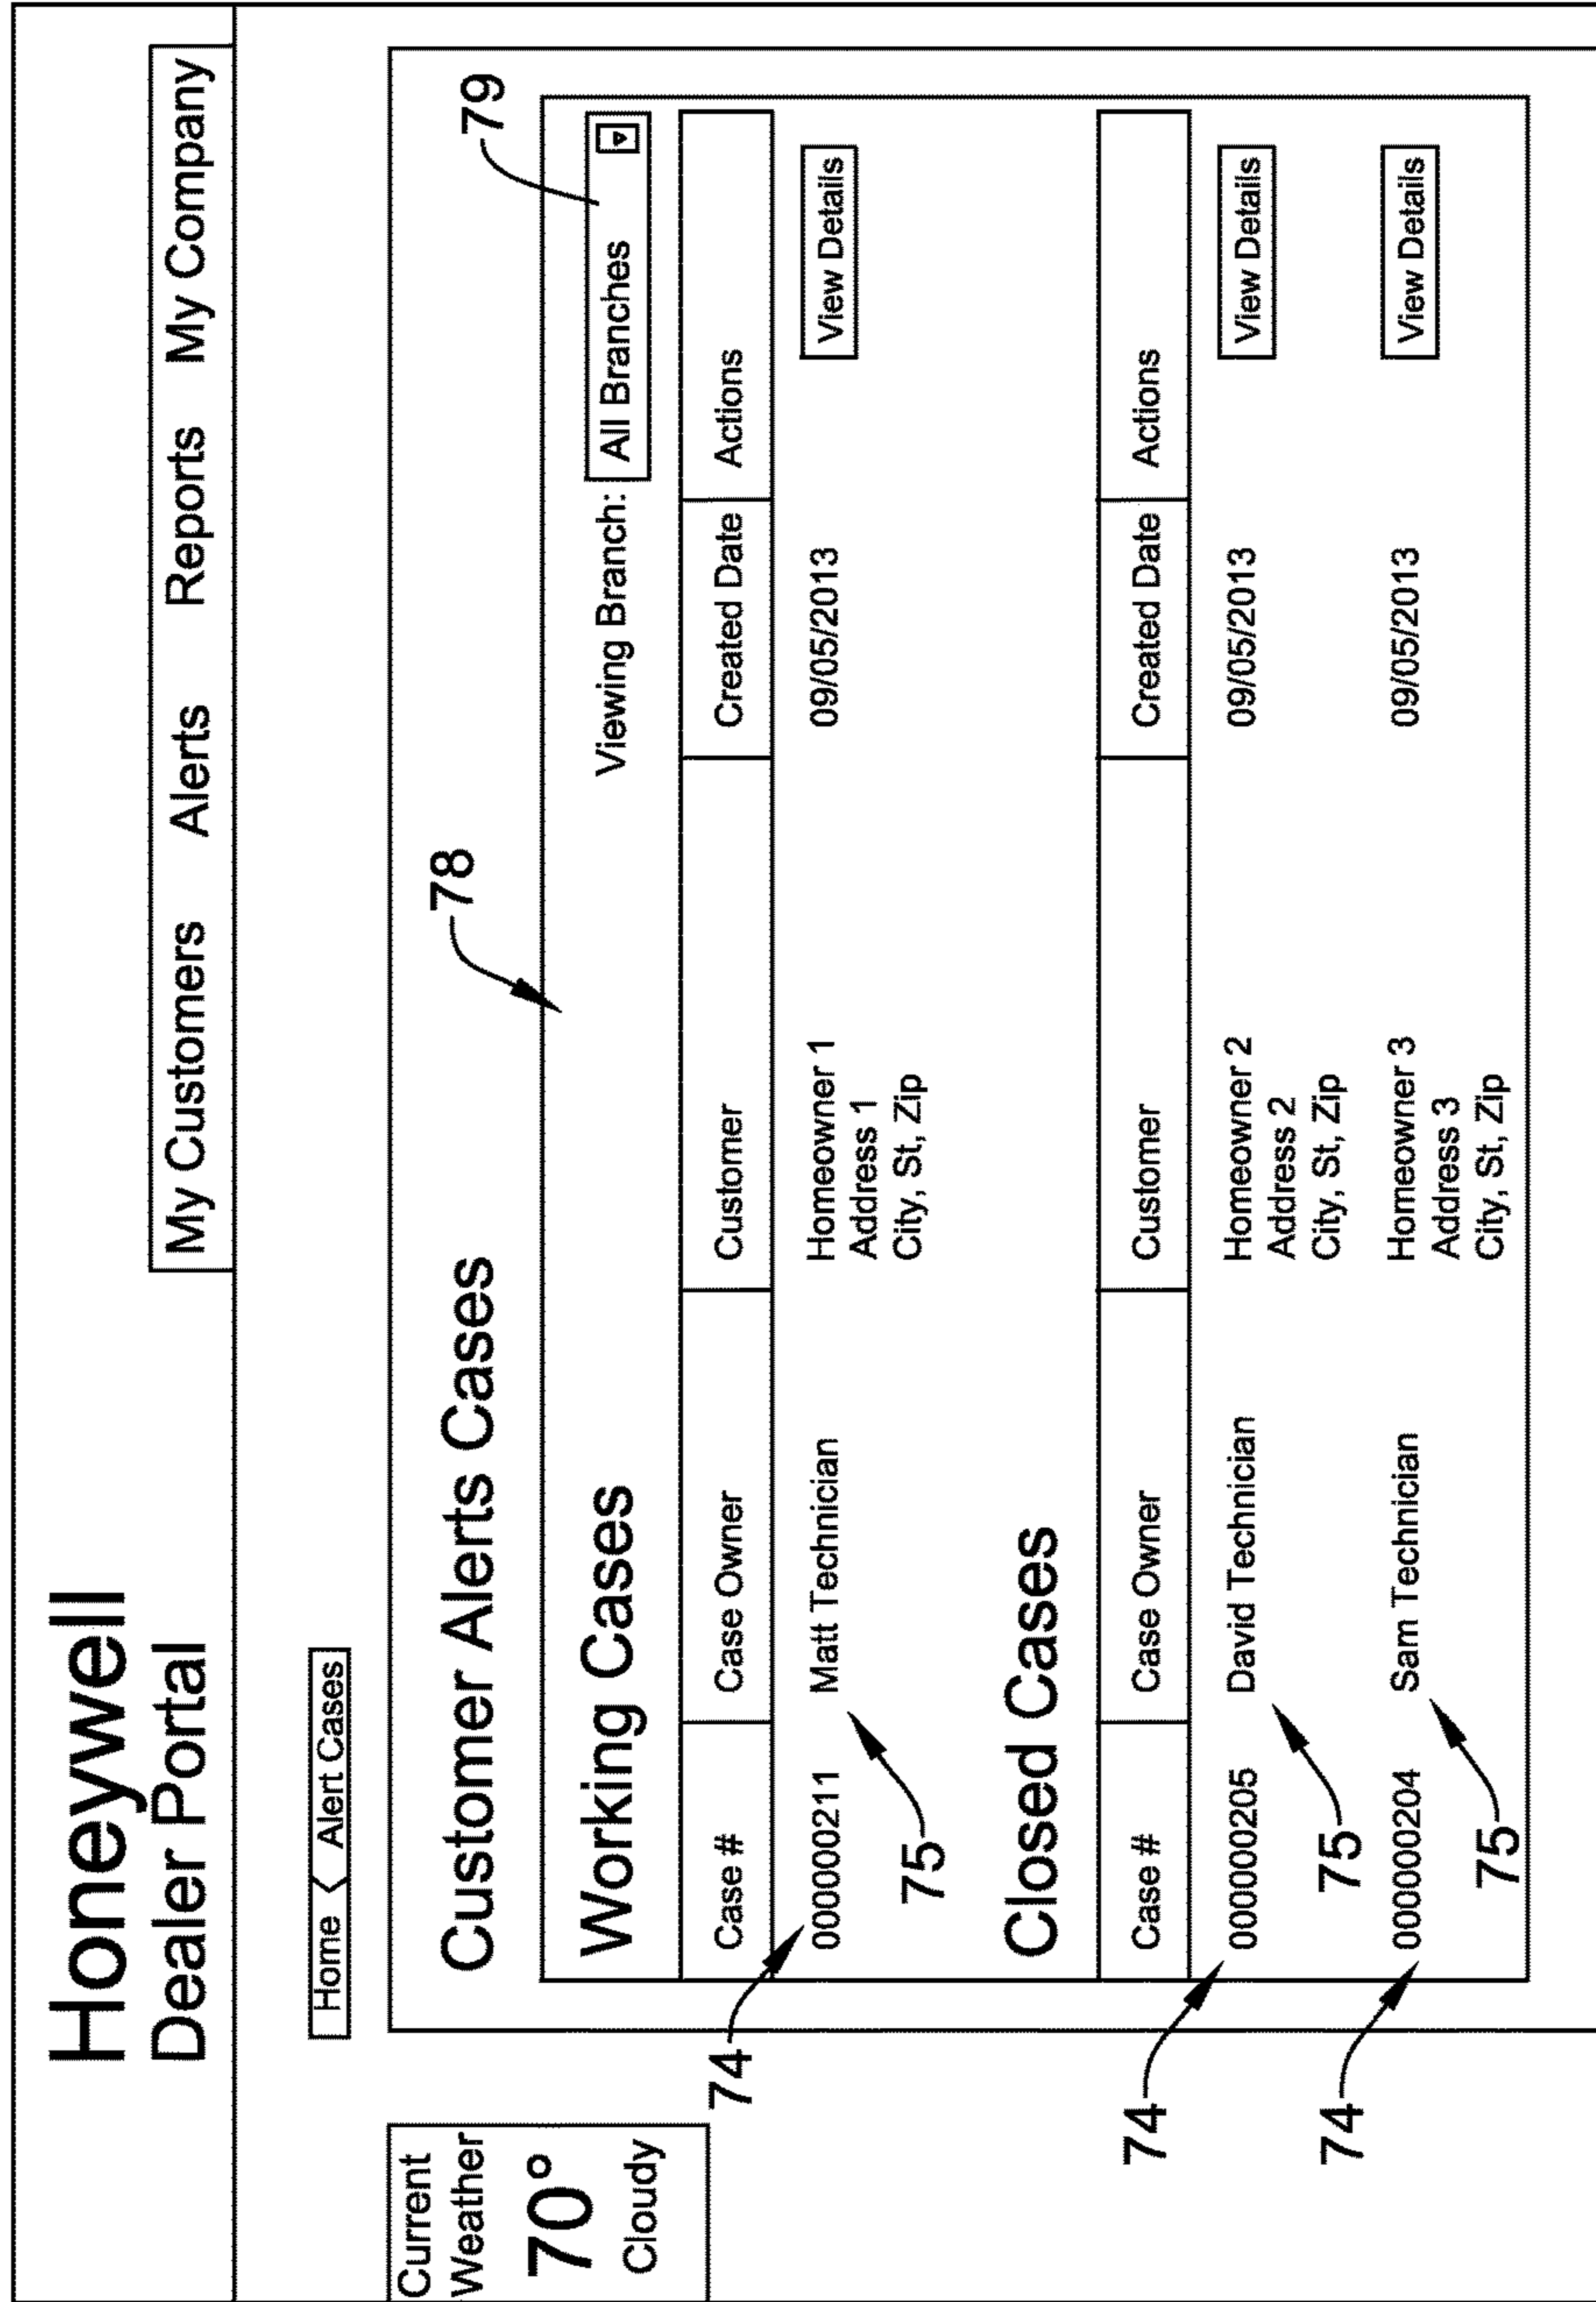 Honeywell
Dealer Portal
My Customers Alerts Reports My Company
Home Alert Cases
Current
Weather
70°
Cloudy
Customer Alerts Cases
78
79
Working Cases
Viewing Branch: All Branches
Case # Case Owner Customer Created Date Actions
74
000000211 Matt Technician Homeowner 1 09/05/2013 View Details
Address 1
City, St, Zip
75
Closed Cases
Case # Case Owner Customer Created Date Actions
74
000000205 David Technician Homeowner 2 09/05/2013 View Details
Address 2
City, St, Zip
75
74
000000204 Sam Technician Homeowner 3 09/05/2013 View Details
Address 3
City, St, Zip
75